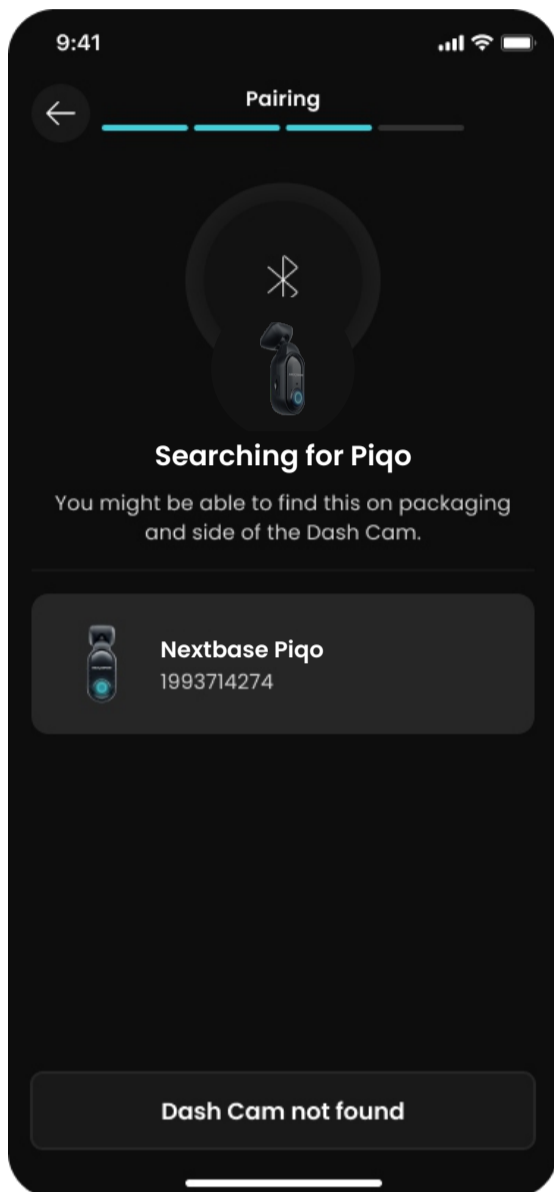 9:41
Pairing
Searching for Piqo
You might be able to find this on packaging
and side of the Dash Cam.
Nextbase Piqo
1993714274
Dash Cam not found